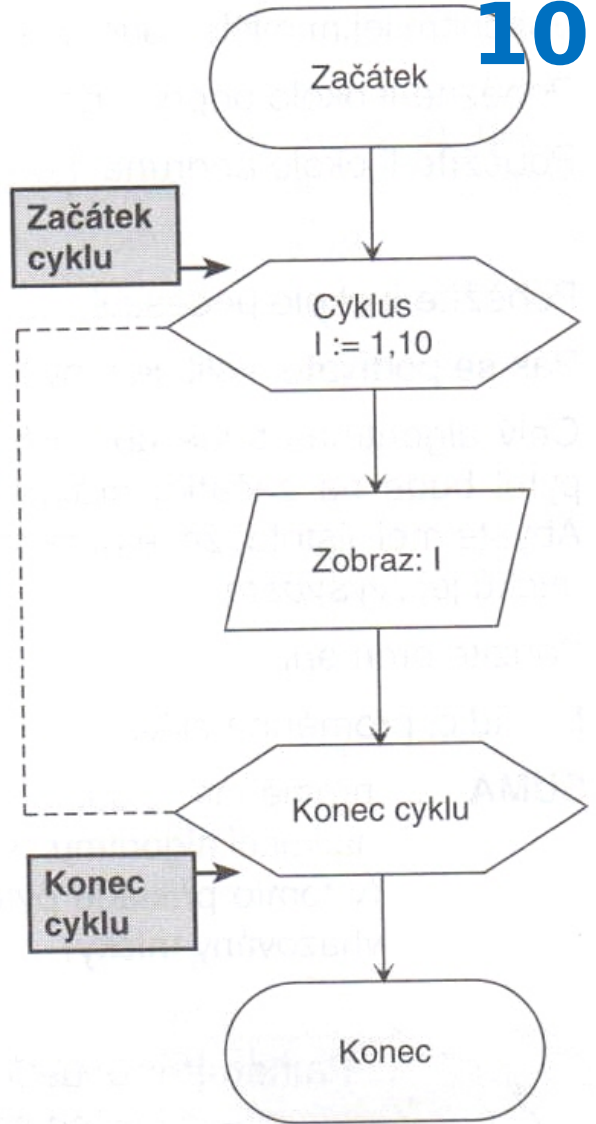 10
Začátek
Začátek
cyklu
Cyklus
I := 1,10
Zobraz: I
Konec cyklu
Konec
cyklu
Konec